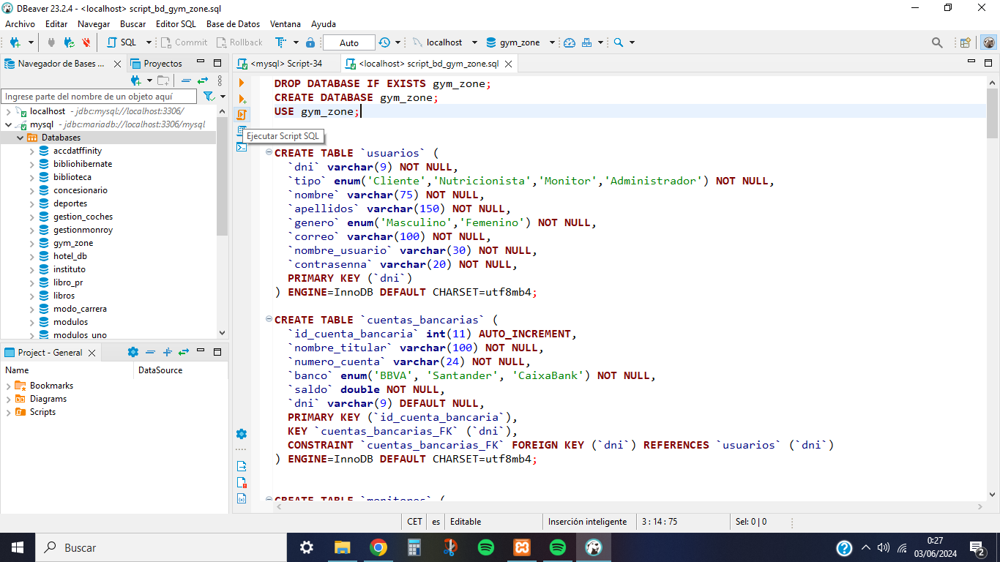 DBeaver 23.2.4 - <localhost> script_bd_gym_zone.sql
Archivo Editar Navegar Buscar Editor SQL Base de Datos Ventana Ayuda
SQL Commit Rollback Auto localhost gym_zone
Navegador de Bases ... Proyectos
<mysql> Script-34 <localhost> script_bd_gym_zone.sql
Ingrese parte del nombre de un objeto aquí
localhost - jdbc:mysql://localhost:3306/
mysql - jdbc:mariadb://localhost:3306/mysql
Databases
accdatffinity
bibliohibernate
biblioteca
concesionario
deportes
gestion_coches
gestionmonroy
gym_zone
hotel_db
instituto
libro_pr
libros
modo_carrera
modulos
modulos_uno
Project - General
Name DataSource
Bookmarks
Diagrams
Scripts
DROP DATABASE IF EXISTS gym_zone;
CREATE DATABASE gym_zone;
USE gym_zone;
Ejecutar Script SQL
CREATE TABLE `usuarios` (
`dni` varchar(9) NOT NULL,
`tipo` enum('Cliente','Nutricionista','Monitor','Administrador') NOT NULL,
`nombre` varchar(75) NOT NULL,
`apellidos` varchar(150) NOT NULL,
`genero` enum('Masculino','Femenino') NOT NULL,
`correo` varchar(100) NOT NULL,
`nombre_usuario` varchar(30) NOT NULL,
`contrasenna` varchar(20) NOT NULL,
PRIMARY KEY (`dni`)
) ENGINE=InnoDB DEFAULT CHARSET=utf8mb4;
CREATE TABLE `cuentas_bancarias` (
`id_cuenta_bancaria` int(11) AUTO_INCREMENT,
`nombre_titular` varchar(100) NOT NULL,
`numero_cuenta` varchar(24) NOT NULL,
`banco` enum('BBVA', 'Santander', 'CaixaBank') NOT NULL,
`saldo` double NOT NULL,
`dni` varchar(9) DEFAULT NULL,
PRIMARY KEY (`id_cuenta_bancaria`),
KEY `cuentas_bancarias_FK` (`dni`),
CONSTRAINT `cuentas_bancarias_FK` FOREIGN KEY (`dni`) REFERENCES `usuarios` (`dni`)
) ENGINE=InnoDB DEFAULT CHARSET=utf8mb4;
CREATE TABLE `monitores` (
CET es Editable Inserción inteligente 3 : 14 : 75 Sel: 0 | 0
Buscar
0:27
03/06/2024
2